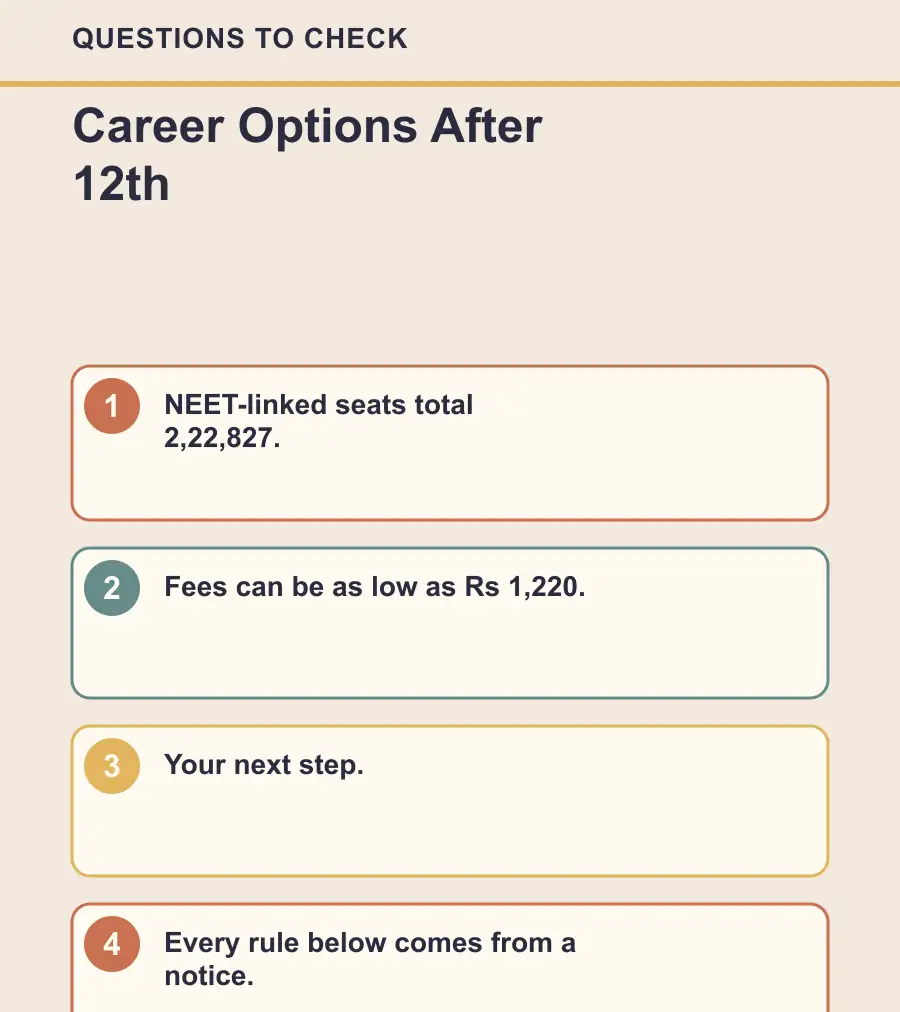 QUESTIONS TO CHECK
Career Options After
12th
1
NEET-linked seats total
2,22,827.
2
Fees can be as low as Rs 1,220.
3
Your next step.
4
Every rule below comes from a
notice.